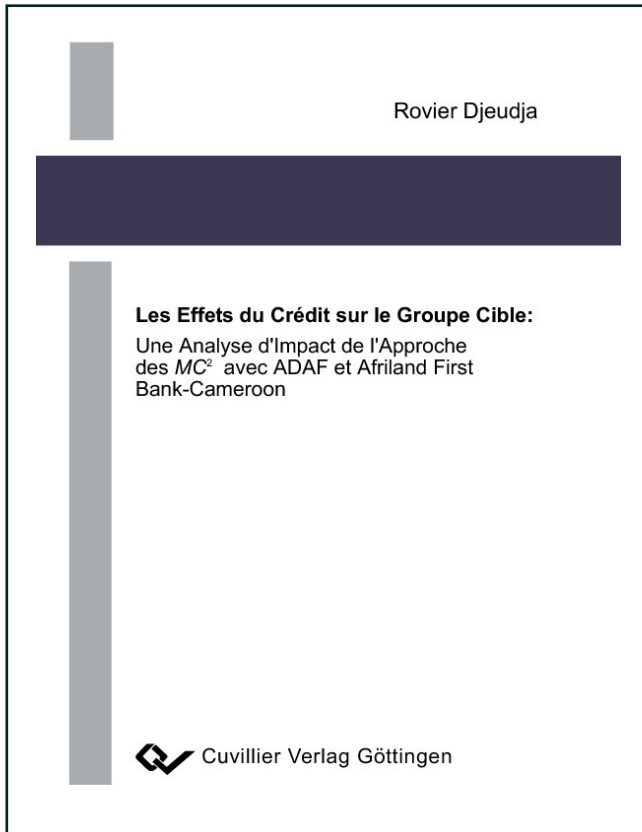 Rovier Djeudja
Les Effets du Crédit sur le Groupe Cible:
Une Analyse d'Impact de l'Approche
des MC² avec ADAF et Afriland First
Bank-Cameroon
Cuvillier Verlag Göttingen